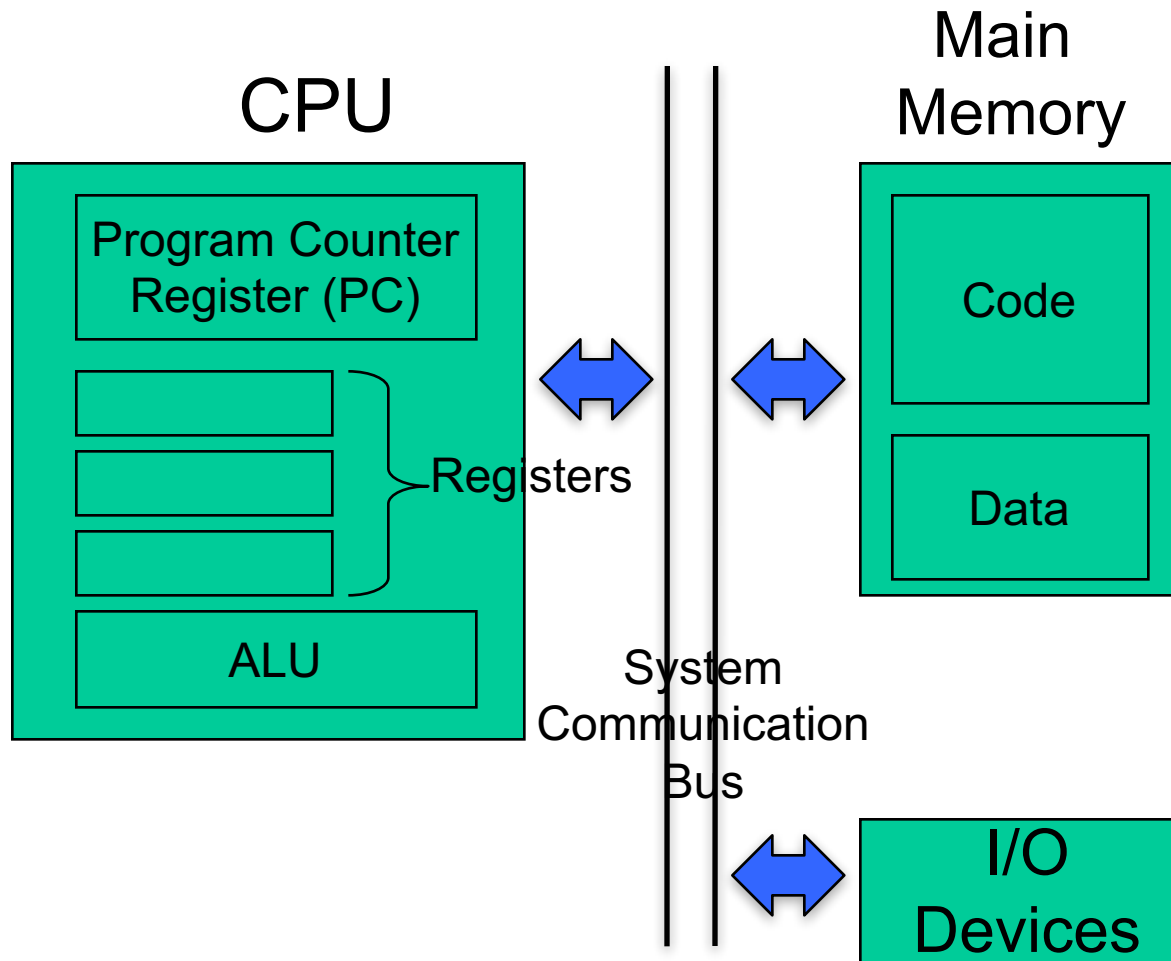 CPU
Program Counter
Register (PC)
Registers
ALU
System
Communication
Bus
Main
Memory
Code
Data
I/O
Devices